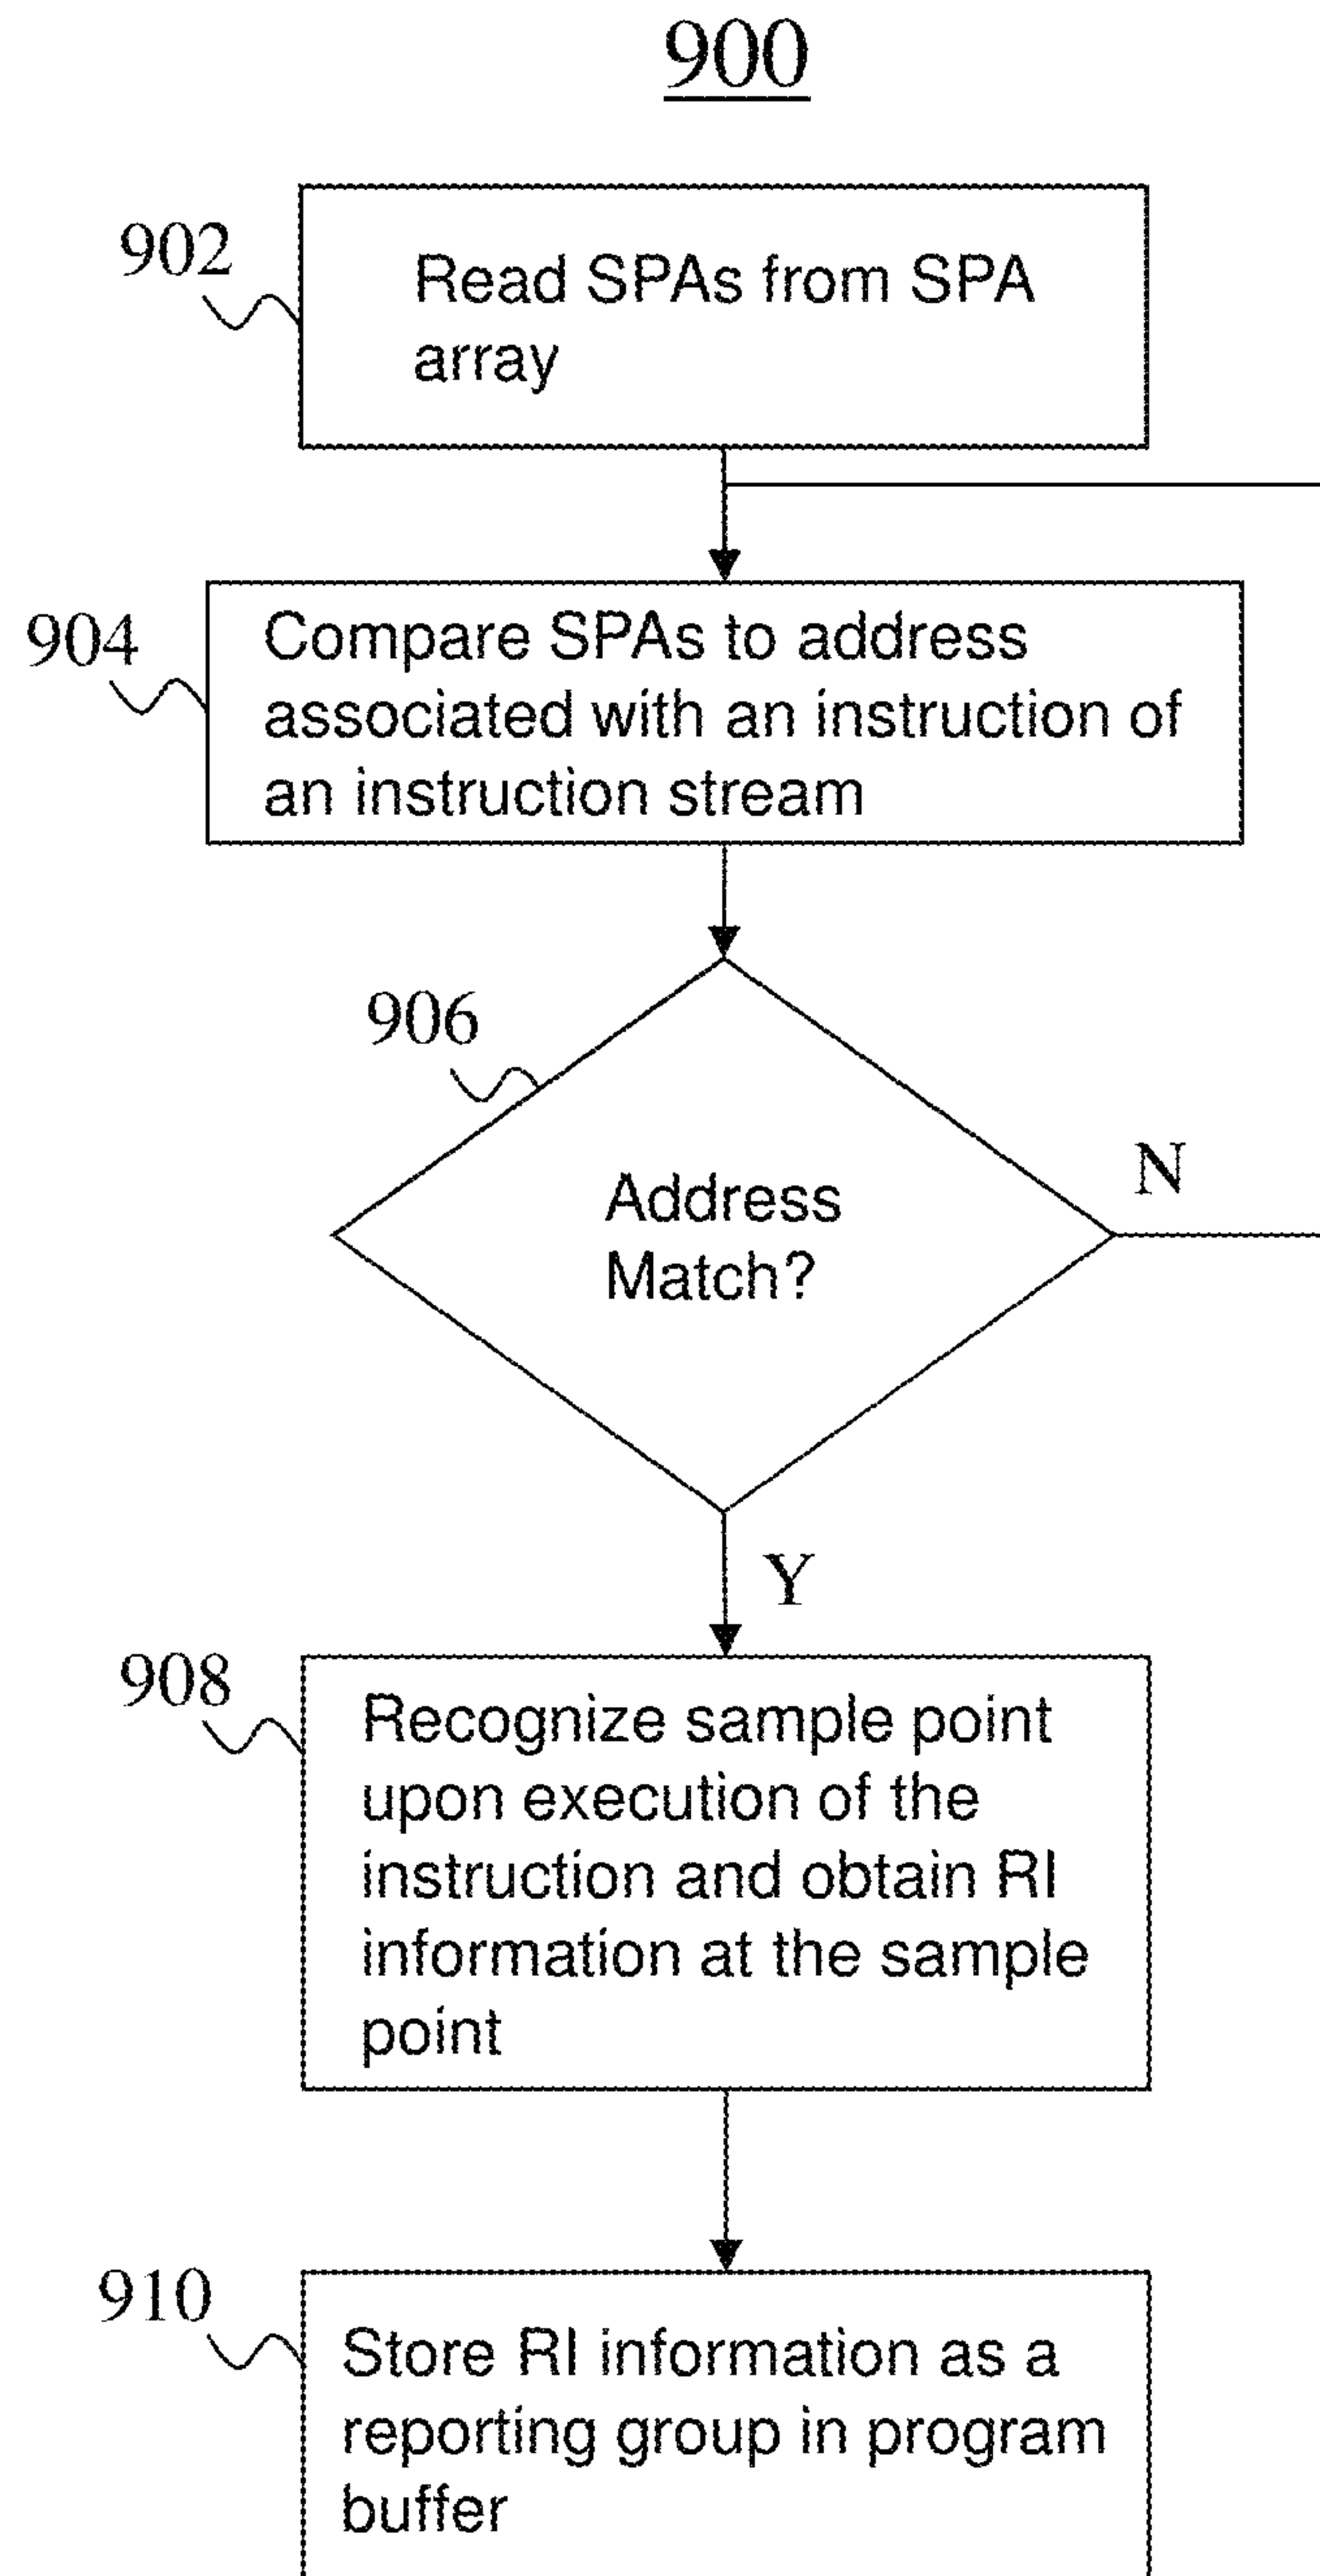 900
902
Read SPAs from SPA
array
904
Compare SPAs to address
associated with an instruction of
an instruction stream
906
Address
Match?
N
Y
908
Recognize sample point
upon execution of the
instruction and obtain RI
information at the sample
point
910
Store RI information as a
reporting group in program
buffer